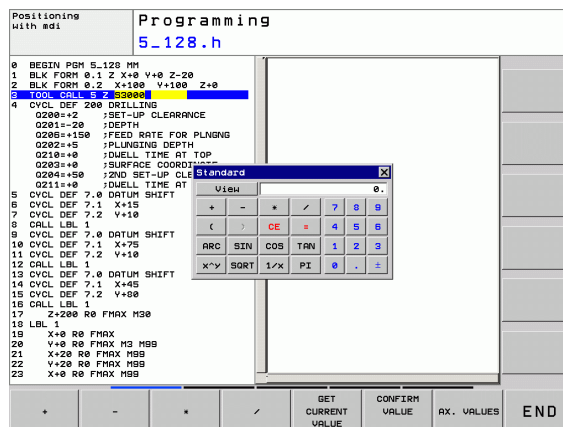 Positioning
with mdi
Programming
5_128.h
0 BEGIN PGM 5_128 MM
1 BLK FORM 0.1 Z X+0 Y+0 Z-20
2 BLK FORM 0.2 X+100 Y+100 Z+0
3 TOOL CALL 5 Z S3000
4 CYCL DEF 200 DRILLING
Q200=+2 ;SET-UP CLEARANCE
Q201=-20 ;DEPTH
Q206=+150 ;FEED RATE FOR PLNGNG
Q202=+5 ;PLUNGING DEPTH
Q210=+0 ;DWELL TIME AT TOP
Q203=+0 ;SURFACE COORDINATE
Q204=+50 ;2ND SET-UP CLE
Q211=+0 ;DWELL TIME AT
5 CYCL DEF 7.0 DATUM SHIFT
6 CYCL DEF 7.1 X+15
7 CYCL DEF 7.2 Y+10
8 CALL LBL 1
9 CYCL DEF 7.0 DATUM SHIFT
10 CYCL DEF 7.1 X+75
11 CYCL DEF 7.2 Y+10
12 CALL LBL 1
13 CYCL DEF 7.0 DATUM SHIFT
14 CYCL DEF 7.1 X+45
15 CYCL DEF 7.2 Y+80
16 CALL LBL 1
17 Z+200 R0 FMAX M30
18 LBL 1
19 X+0 R0 FMAX
20 Y+0 R0 FMAX M3 M99
21 X+20 R0 FMAX M99
22 Y+20 R0 FMAX M99
23 X+0 R0 FMAX M99
Standard X
View 0.
+ - * / 7 8 9
( ) CE = 4 5 6
ARC SIN COS TAN 1 2 3
x^y SQRT 1/x PI 0 . ±
+ - * / GET CURRENT VALUE CONFIRM VALUE AX. VALUES END